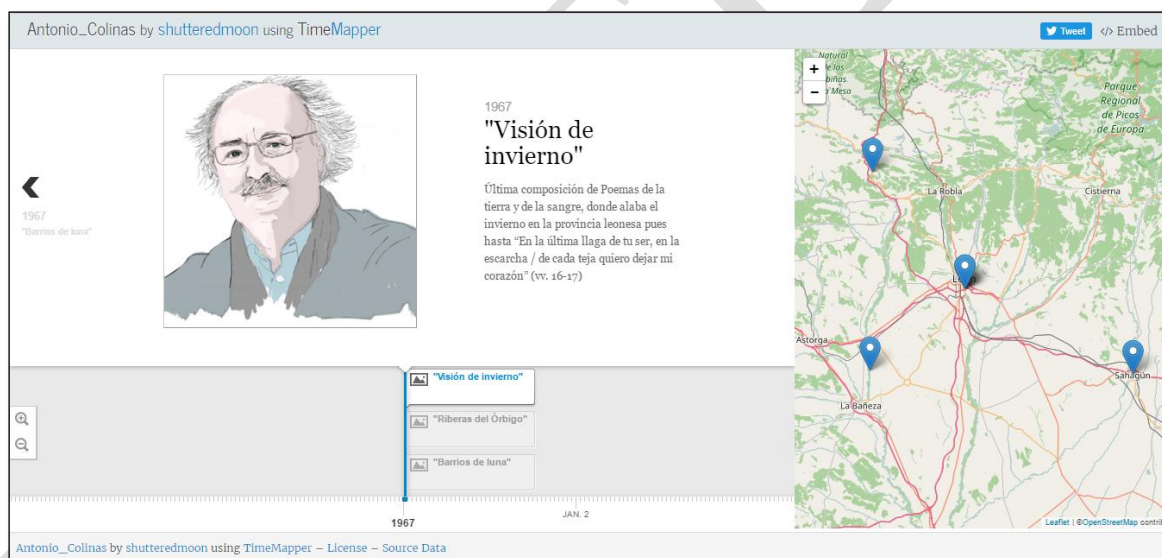 Antonio_Colinas by shutteredmoon using TimeMapper
Tweet
</> Embed
1967
"Barrios de luna"
1967
"Visión de
invierno"
Última composición de Poemas de la
tierra y de la sangre, donde alaba el
invierno en la provincia leonesa pues
hasta “En la última llaga de tu ser, en la
escarcha / de cada teja quiero dejar mi
corazón” (vv. 16-17)
"Visión de invierno"
"Riberas del Órbigo"
"Barrios de luna"
1967
JAN. 2
+
−
Natural
de las
Parque
Regional
de Picos
de Europa
La Robla
Cistierna
Astorga
Sahagún
La Bañeza
Leaflet | ©OpenStreetMap contri
Antonio_Colinas by shutteredmoon using TimeMapper – License – Source Data